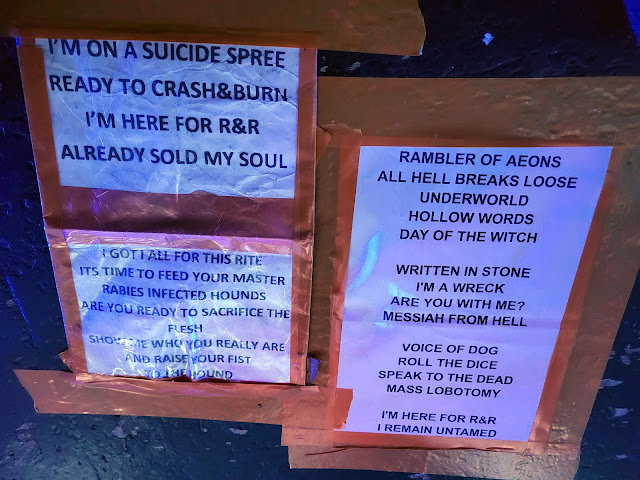 I'M ON A SUICIDE SPREE
READY TO CRASH&BURN
I'M HERE FOR R&R
ALREADY SOLD MY SOUL
I GOT I ALL FOR THIS RITE
ITS TIME TO FEED YOUR MASTER
RABIES INFECTED HOUNDS
ARE YOU READY TO SACRIFICE THE
FLESH
SHOW ME WHO YOU REALLY ARE
AND RAISE YOUR FIST
TO THE
RAMBLER OF AEONS
ALL HELL BREAKS LOOSE
UNDERWORLD
HOLLOW WORDS
DAY OF THE WITCH
WRITTEN IN STONE
I'M A WRECK
ARE YOU WITH ME?
MESSIAH FROM HELL
VOICE OF DOG
ROLL THE DICE
SPEAK TO THE DEAD
MASS LOBOTOMY
I'M HERE FOR R&R
I REMAIN UNTAMED